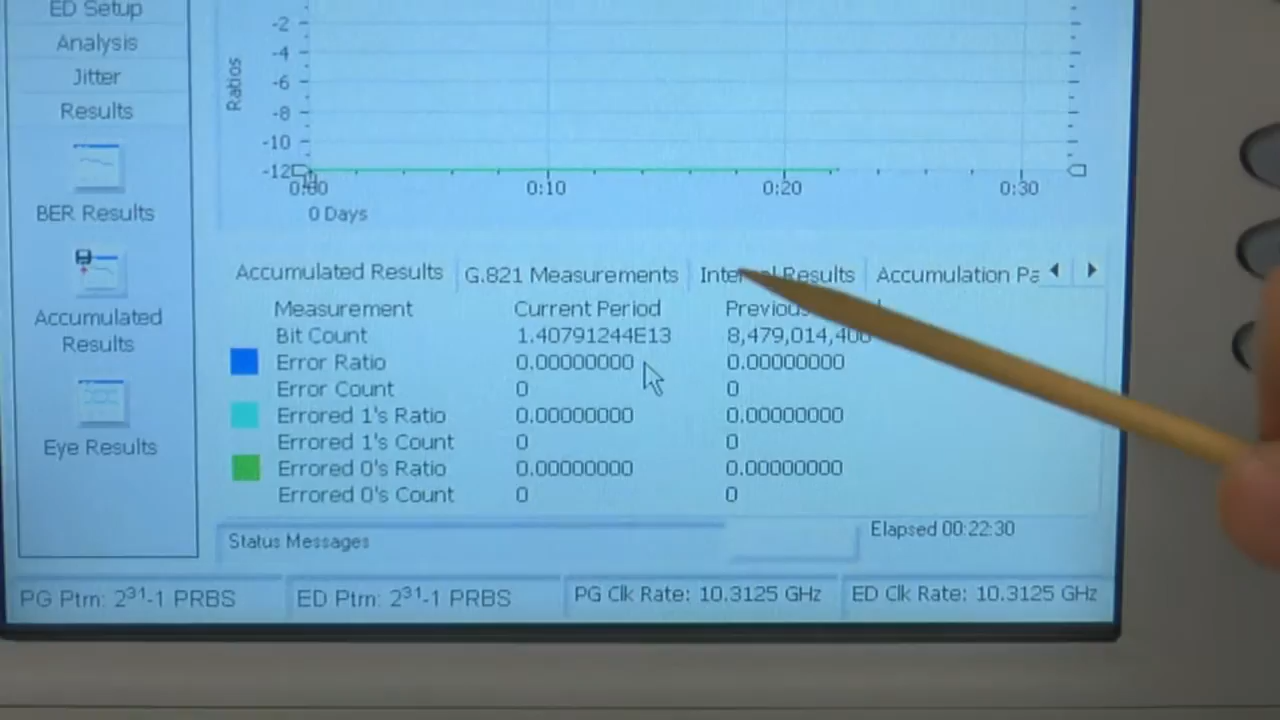 ED Setup
Analysis
Jitter
Results
BER Results
Accumulated
Results
Eye Results
Ratios
-2
-4
-6
-8
-10
-12
0:00 0:10 0:20 0:30
0 Days
Accumulated Results G.821 Measurements Results Accumulation
Measurement Current Period
Bit Count 1.40791244E13
Error Ratio 0.00000000 0.00000000
Error Count 0 0
Errored 1's Ratio 0.00000000 0.00000000
Errored 1's Count 0 0
Errored 0's Ratio 0.00000000 0.00000000
Errored 0's Count 0 0
Status Messages Elapsed 00:22:30
PG Ptrn: 2³¹-1 PRBS ED Ptrn: 2³¹-1 PRBS PG Clk Rate: 10.3125 GHz ED Clk Rate: 10.3125 GHz